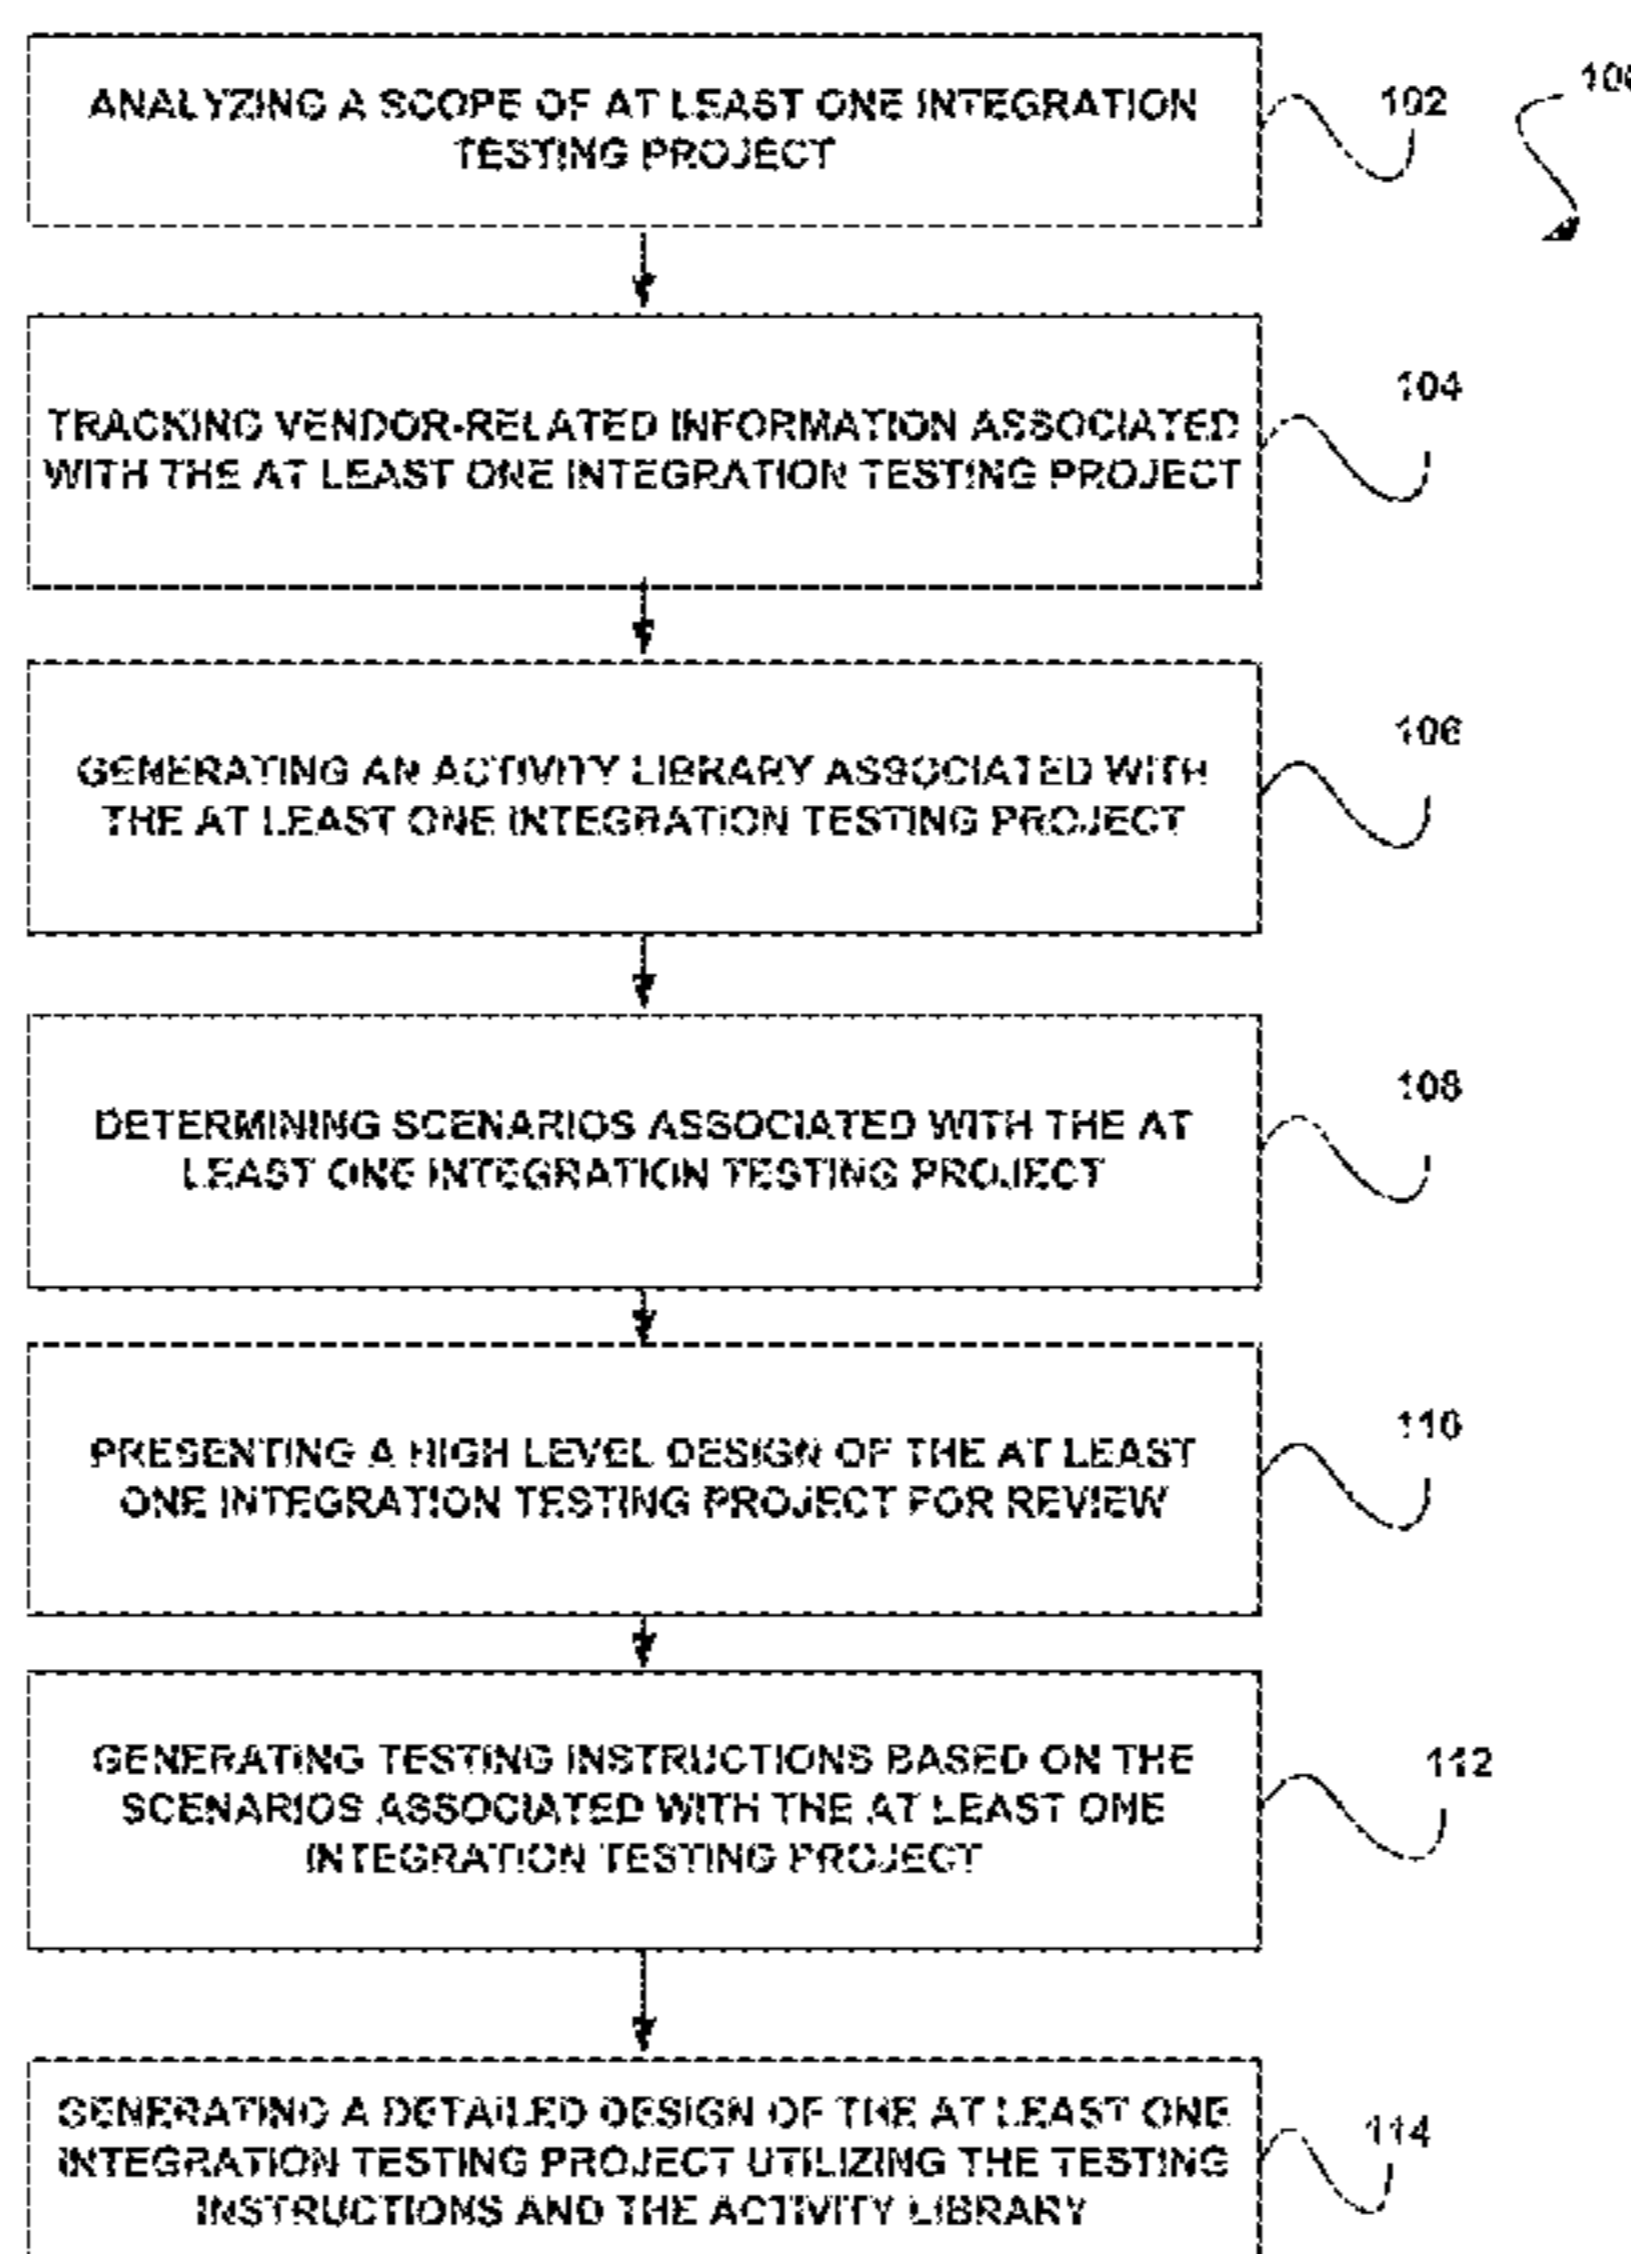 ANALYZING A SCOPE OF AT LEAST ONE INTEGRATION
TESTING PROJECT
102
TRACKING VENDOR-RELATED INFORMATION ASSOCIATED
WITH THE AT LEAST ONE INTEGRATION TESTING PROJECT
104
GENERATING AN ACTIVITY LIBRARY ASSOCIATED WITH
THE AT LEAST ONE INTEGRATION TESTING PROJECT
106
DETERMINING SCENARIOS ASSOCIATED WITH THE AT
LEAST ONE INTEGRATION TESTING PROJECT
108
PRESENTING A HIGH LEVEL DESIGN OF THE AT LEAST
ONE INTEGRATION TESTING PROJECT FOR REVIEW
110
GENERATING TESTING INSTRUCTIONS BASED ON THE
SCENARIOS ASSOCIATED WITH THE AT LEAST ONE
INTEGRATION TESTING PROJECT
112
GENERATING A DETAILED DESIGN OF THE AT LEAST ONE
INTEGRATION TESTING PROJECT UTILIZING THE TESTING
INSTRUCTIONS AND THE ACTIVITY LIBRARY
114